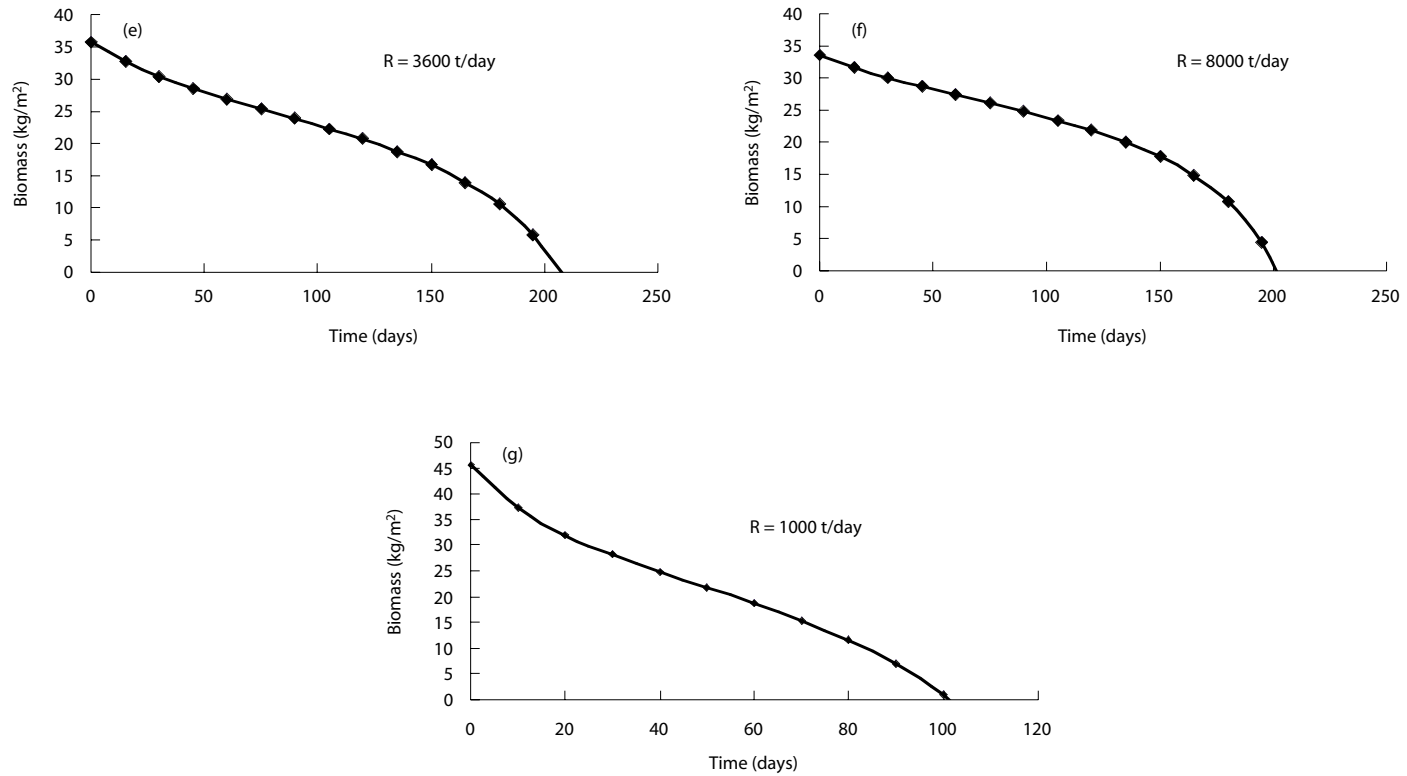 (e)
R = 3600 t/day
Biomass (kg/m²)
40
35
30
25
20
15
10
5
0
0 50 100 150 200 250
Time (days)
(f)
R = 8000 t/day
Biomass (kg/m²)
40
35
30
25
20
15
10
5
0
0 50 100 150 200 250
Time (days)
(g)
R = 1000 t/day
Biomass (kg/m²)
50
45
40
35
30
25
20
15
10
5
0
0 20 40 60 80 100 120
Time (days)